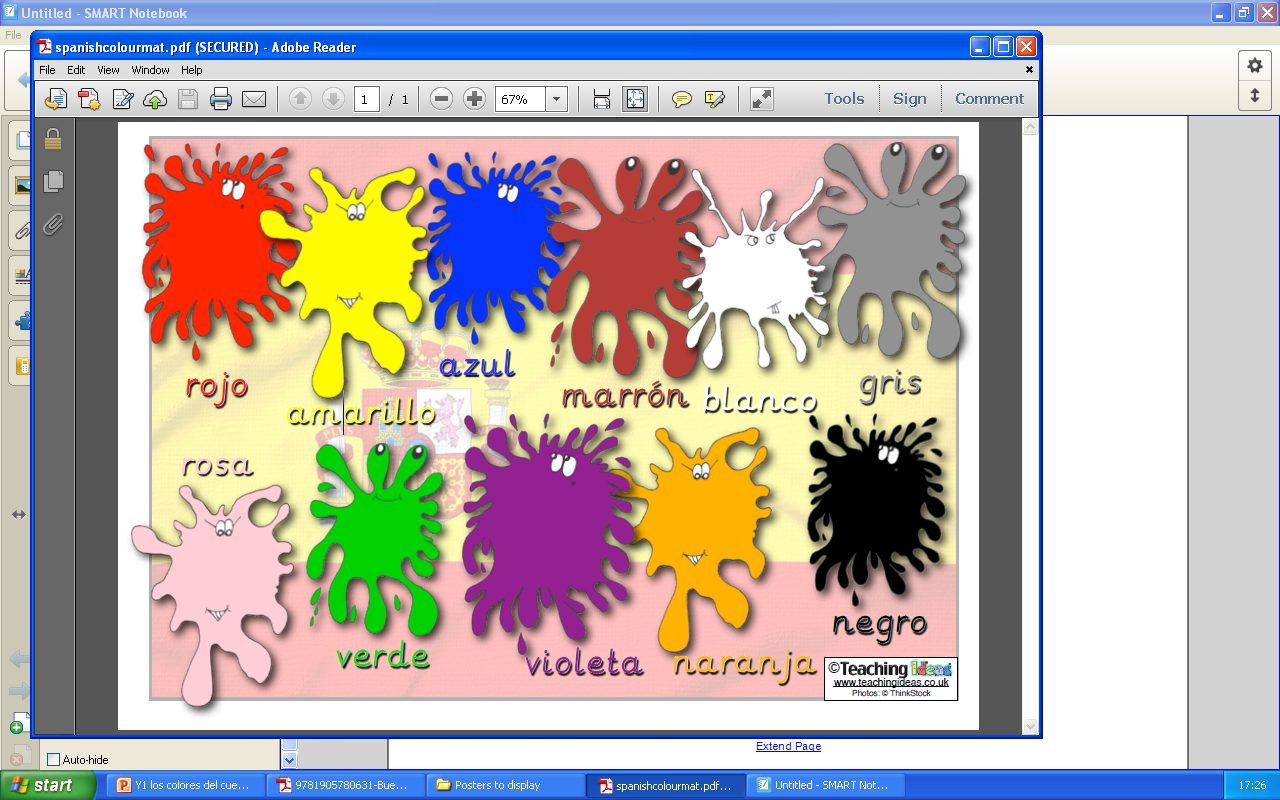 Untitled - SMART Notebook
File
spanishcolourmat.pdf (SECURED) - Adobe Reader
File Edit View Window Help
1 / 1 67% Tools Sign Comment
rojo
amarillo
azul
marrón
blanco
gris
rosa
verde
violeta
naranja
negro
©Teaching Ideas
www.teachingideas.co.uk
Photos: © ThinkStock
Extend Page
Auto-hide
start
Y1 los colores del cue...
9781905780631-Bue...
Posters to display
spanishcolourmat.pdf...
Untitled - SMART Not...
17:26